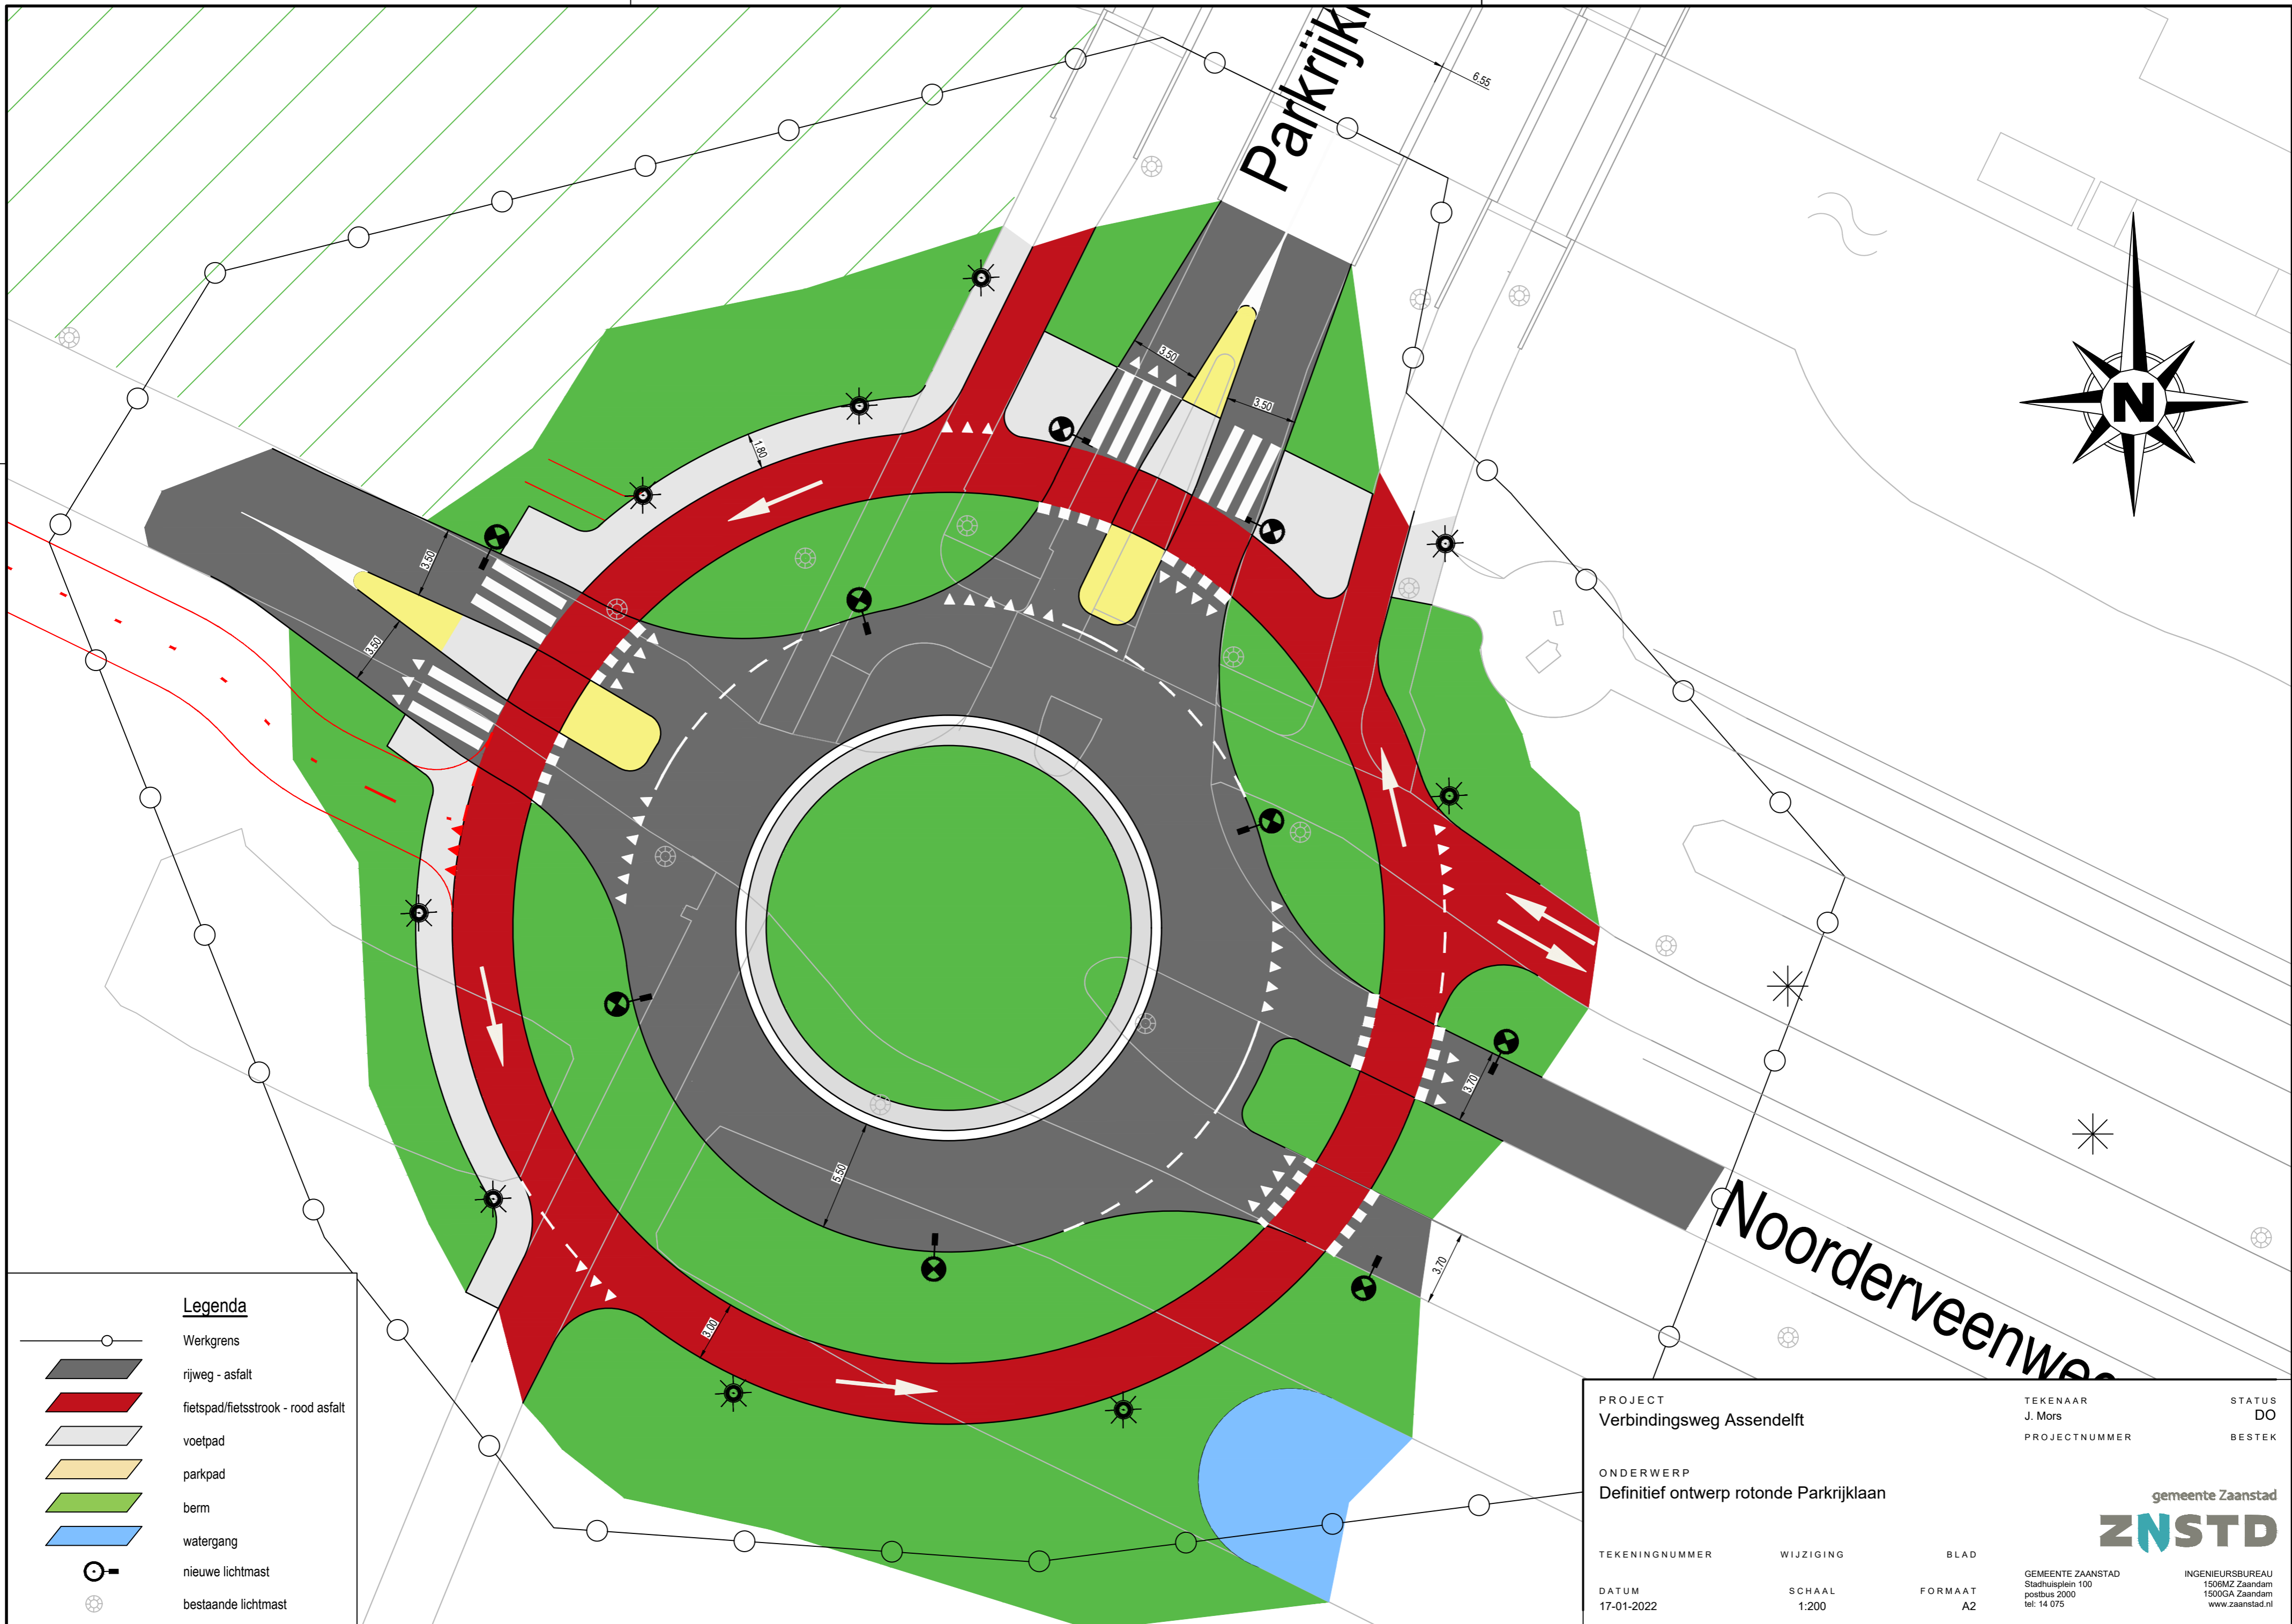 Parkrijkl
6.55
3.50
3.50
1.80
3.50
3.50
N
3.70
5.50
3.70
3.00
Noorderveenweg
Legenda
Werkgrens
rijweg - asfalt
fietspad/fietsstrook - rood asfalt
voetpad
parkpad
berm
watergang
nieuwe lichtmast
bestaande lichtmast
PROJECT
Verbindingsweg Assendelft
TEKENAAR
J. Mors
STATUS
DO
PROJECTNUMMER
BESTEK
ONDERWERP
Definitief ontwerp rotonde Parkrijklaan
gemeente Zaanstad
ZNSTD
TEKENINGNUMMER
WIJZIGING
BLAD
DATUM
17-01-2022
SCHAAL
1:200
FORMAAT
A2
GEMEENTE ZAANSTAD
Stadhuisplein 100
postbus 2000
tel: 14 075
INGENIEURSBUREAU
1506MZ Zaandam
1500GA Zaandam
www.zaanstad.nl